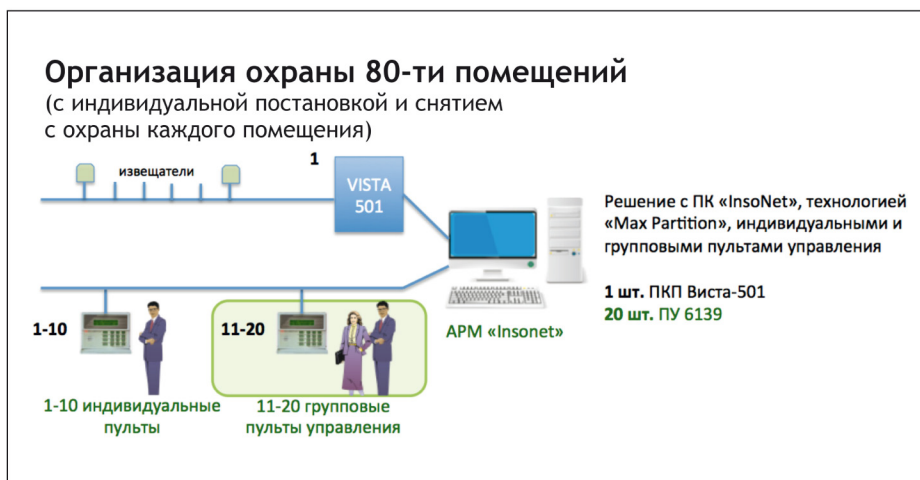 Организация охраны 80-ти помещений
(с индивидуальной постановкой и снятием
с охраны каждого помещения)
извещатели
1
VISTA
501
Решение с ПК «InsoNet», технологией
«Max Partition», индивидуальными и
групповыми пультами управления
1 шт. ПКП Виста-501
20 шт. ПУ 6139
АРМ «Insonet»
1-10
11-20
1-10 индивидуальные
пульты
11-20 групповые
пульты управления